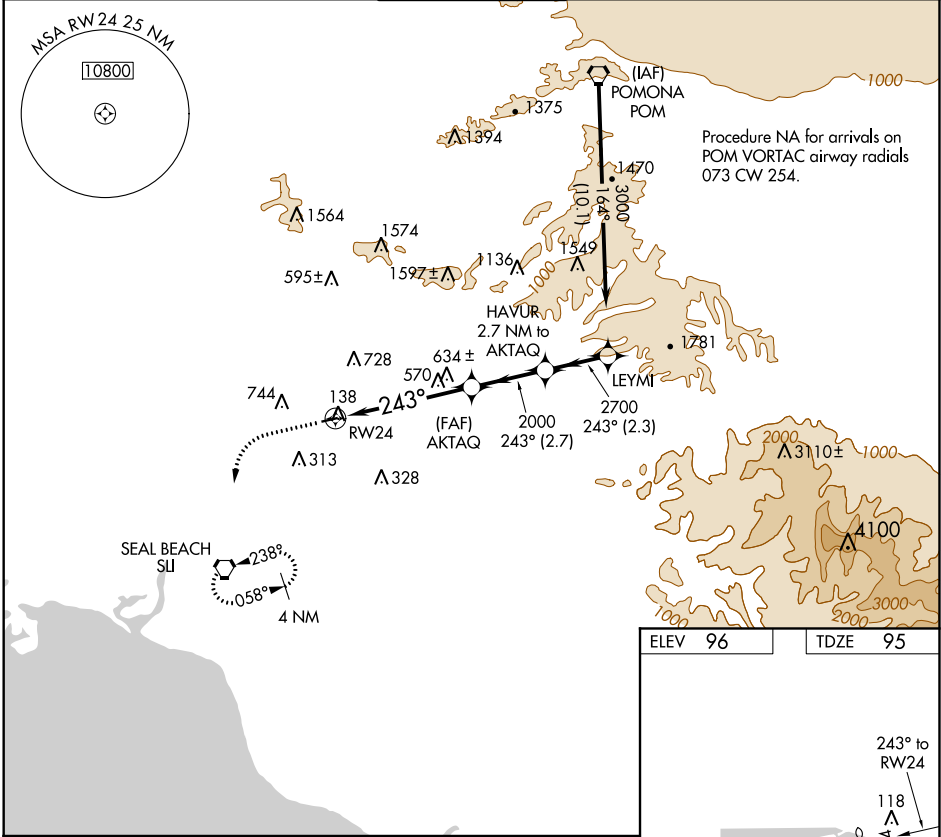 MSA RW24 25 NM
10800
(IAF)
POMONA
POM
1000
1375
1394
Procedure NA for arrivals on
POM VORTAC airway radials
073 CW 254.
1470
3000
164°
(10.1)
1564
1574
1549
1136
1597±
595±
1000
HAVUR
2.7 NM to
AKTAQ
1781
728
634±
570
LEYMI
744
138
243°
RW24
(FAF)
AKTAQ
2000
243° (2.7)
2700
243° (2.3)
313
328
2000
3110±
1000
4100
SEAL BEACH
SLI
238°
058°
4 NM
3000
2000
1000
ELEV 96
TDZE 95
243° to
RW24
118